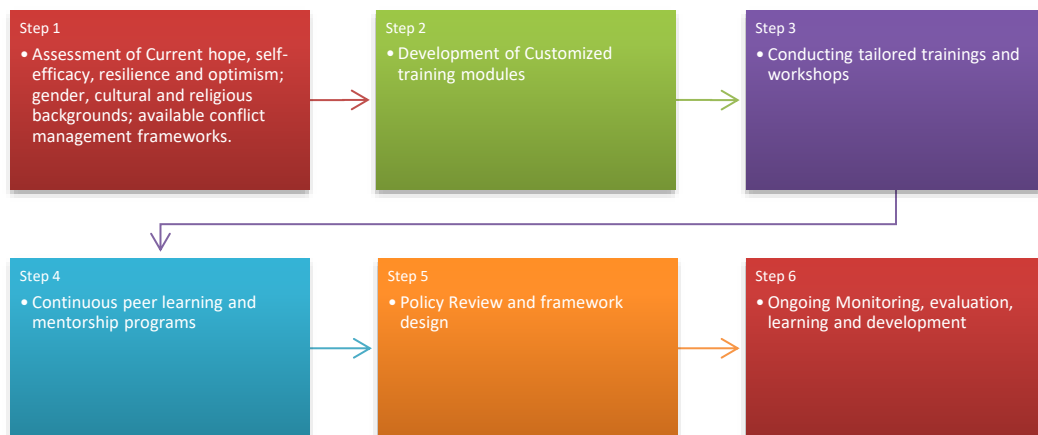 Step 1
• Assessment of Current hope, self-
efficacy, resilience and optimism;
gender, cultural and religious
backgrounds; available conflict
management frameworks.
Step 2
• Development of Customized
training modules
Step 3
• Conducting tailored trainings and
workshops
Step 4
• Continuous peer learning and
mentorship programs
Step 5
• Policy Review and framework
design
Step 6
• Ongoing Monitoring, evaluation,
learning and development